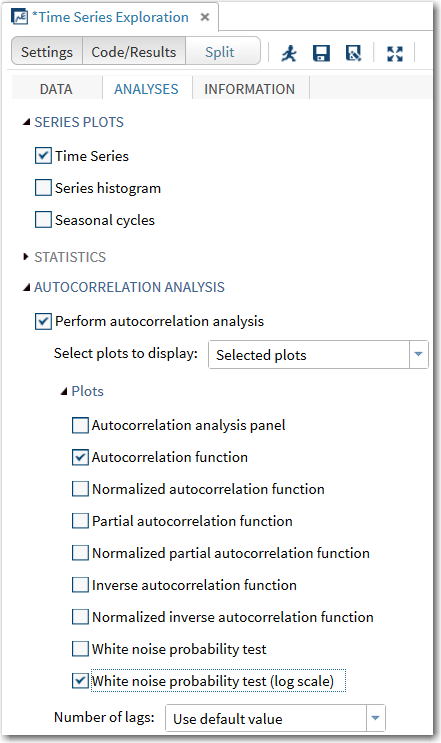 *Time Series Exploration
Settings Code/Results Split
DATA ANALYSES INFORMATION
SERIES PLOTS
Time Series
Series histogram
Seasonal cycles
STATISTICS
AUTOCORRELATION ANALYSIS
Perform autocorrelation analysis
Select plots to display: Selected plots
Plots
Autocorrelation analysis panel
Autocorrelation function
Normalized autocorrelation function
Partial autocorrelation function
Normalized partial autocorrelation function
Inverse autocorrelation function
Normalized inverse autocorrelation function
White noise probability test
White noise probability test (log scale)
Number of lags: Use default value